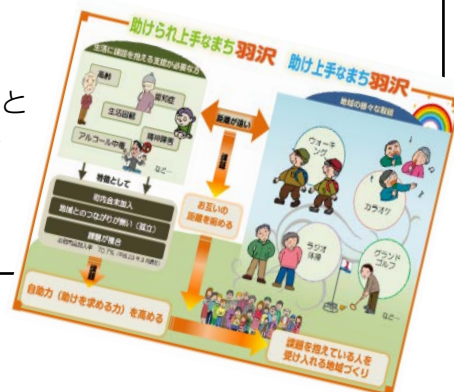 と
助けられ上手なまち 羽沢
助け上手なまち羽沢
生活に課題を抱える支援が必要な方
高齢
認知症
生活困窮
アルコール中毒
精神障害
など…
特徴として
町内会未加入
地域とのつながりが無い(孤立)
課題が複合
自助力(助けを求める力)を高める
距離が遠い
課題
お互いの
距離を縮める
地域の様々な取組
ウォー
キング
カラオケ
ラジオ
体操
グランド
ゴルフ
など…
課題を抱えている人を
受け入れる地域づくり